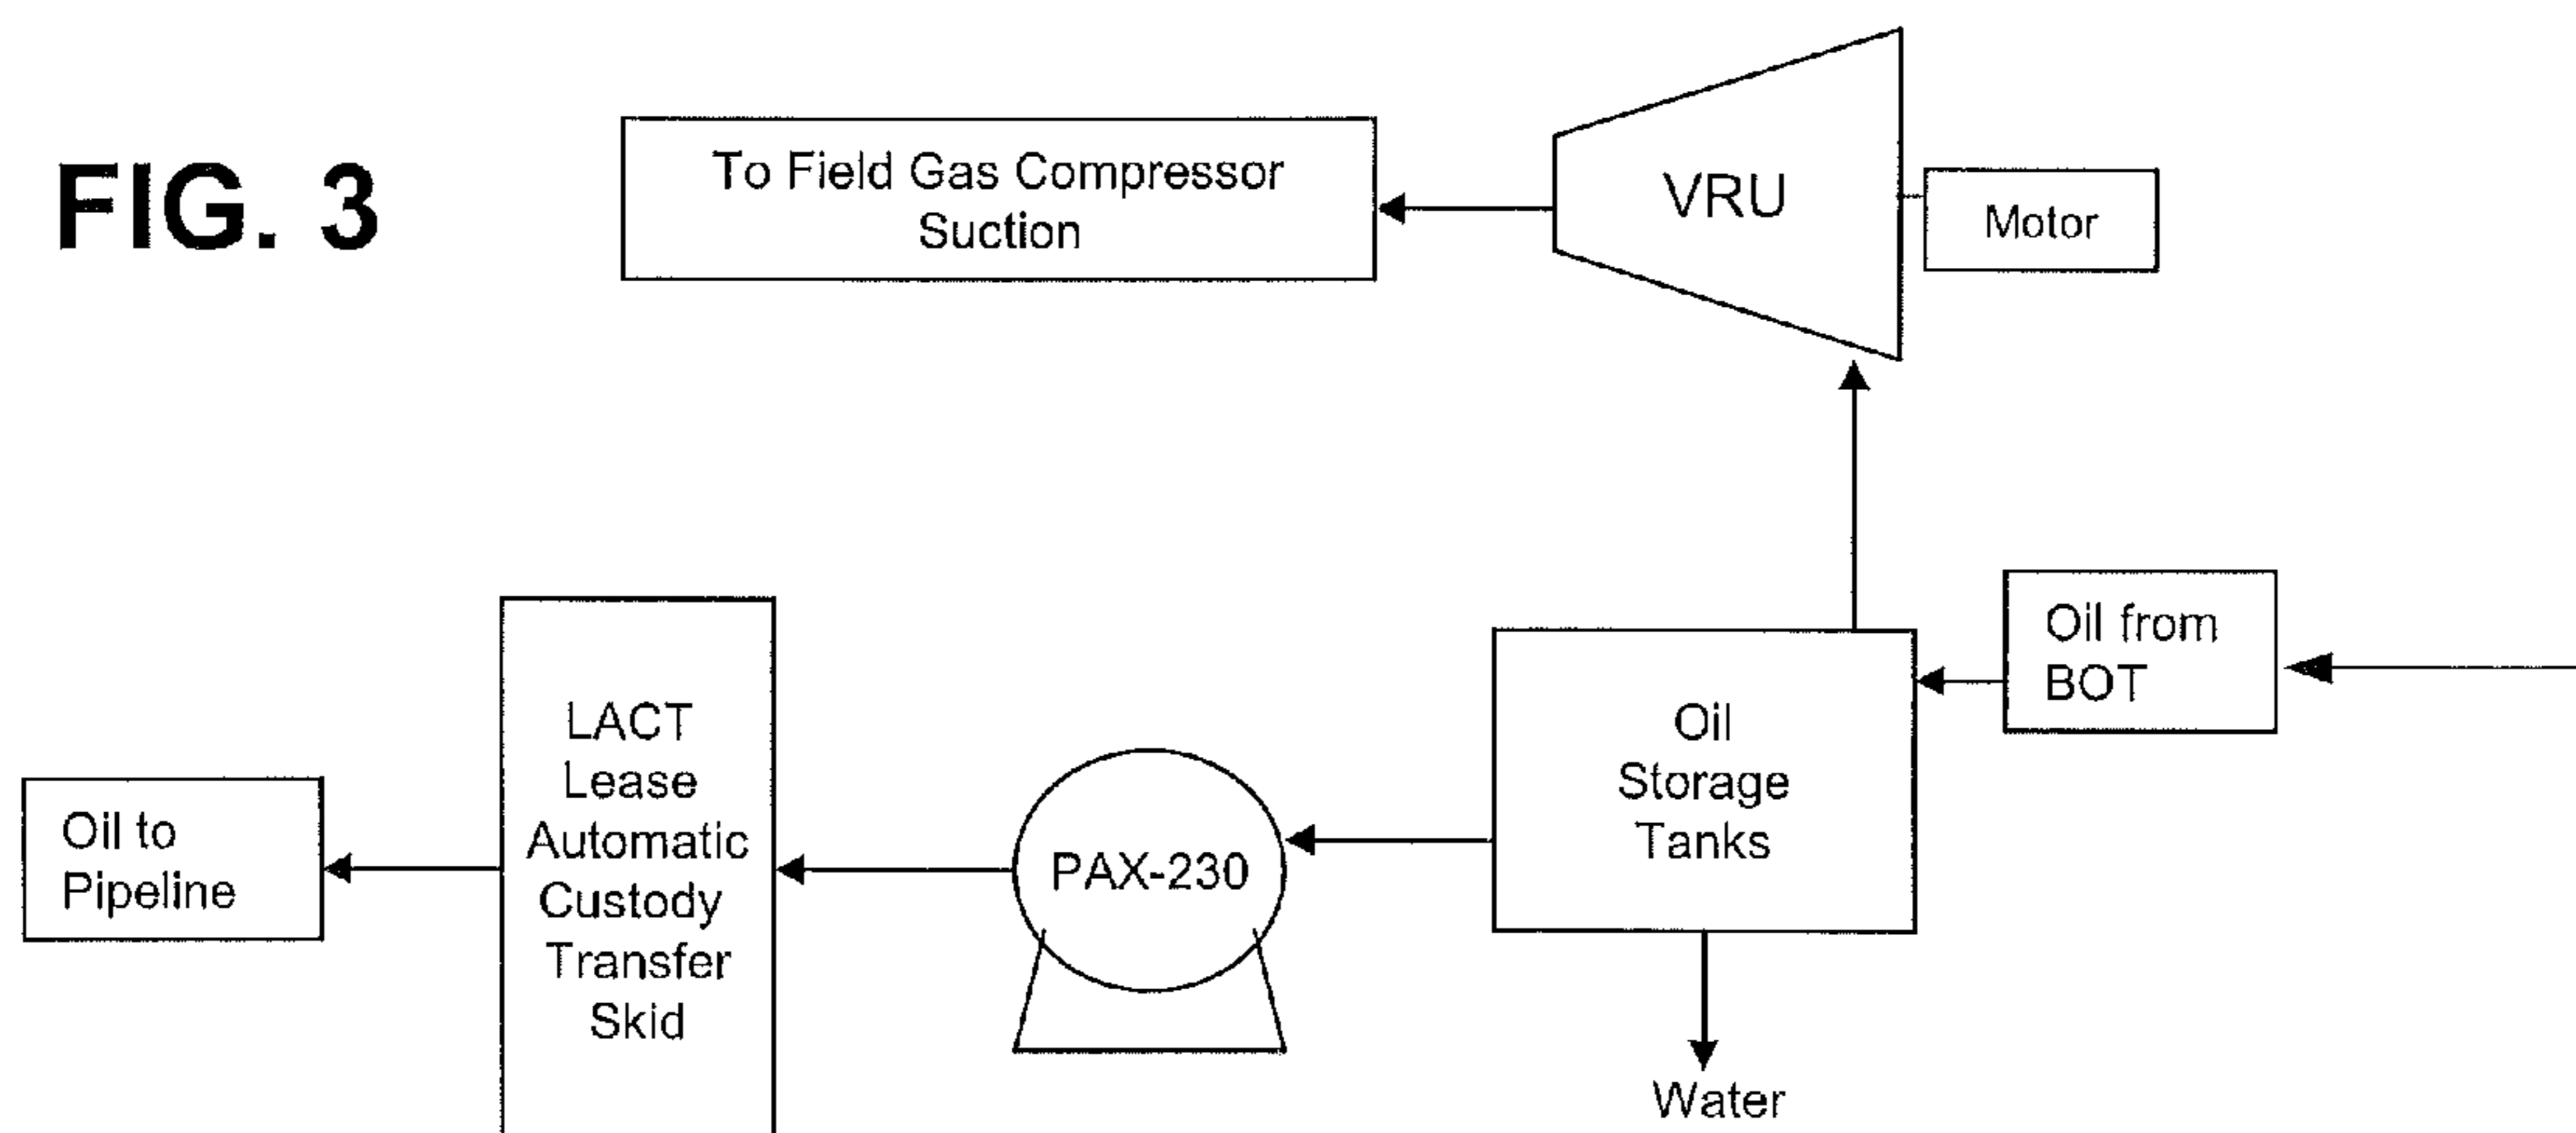 FIG. 3
To Field Gas Compressor
Suction
VRU
Motor
Oil from
BOT
Oil
Storage
Tanks
LACT
Lease
Automatic
Custody
Transfer
Skid
PAX-230
Oil to
Pipeline
Water